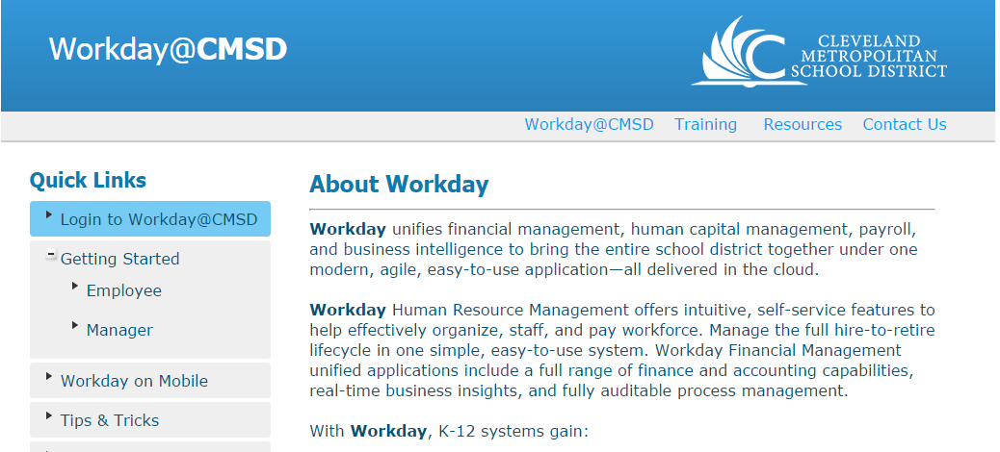 Workday@CMSD
CLEVELAND
METROPOLITAN
SCHOOL DISTRICT
Workday@CMSD Training Resources Contact Us
Quick Links
Login to Workday@CMSD
Getting Started
Employee
Manager
Workday on Mobile
Tips & Tricks
About Workday
Workday unifies financial management, human capital management, payroll,
and business intelligence to bring the entire school district together under one
modern, agile, easy-to-use application—all delivered in the cloud.
Workday Human Resource Management offers intuitive, self-service features to
help effectively organize, staff, and pay workforce. Manage the full hire-to-retire
lifecycle in one simple, easy-to-use system. Workday Financial Management
unified applications include a full range of finance and accounting capabilities,
real-time business insights, and fully auditable process management.
With Workday, K-12 systems gain: